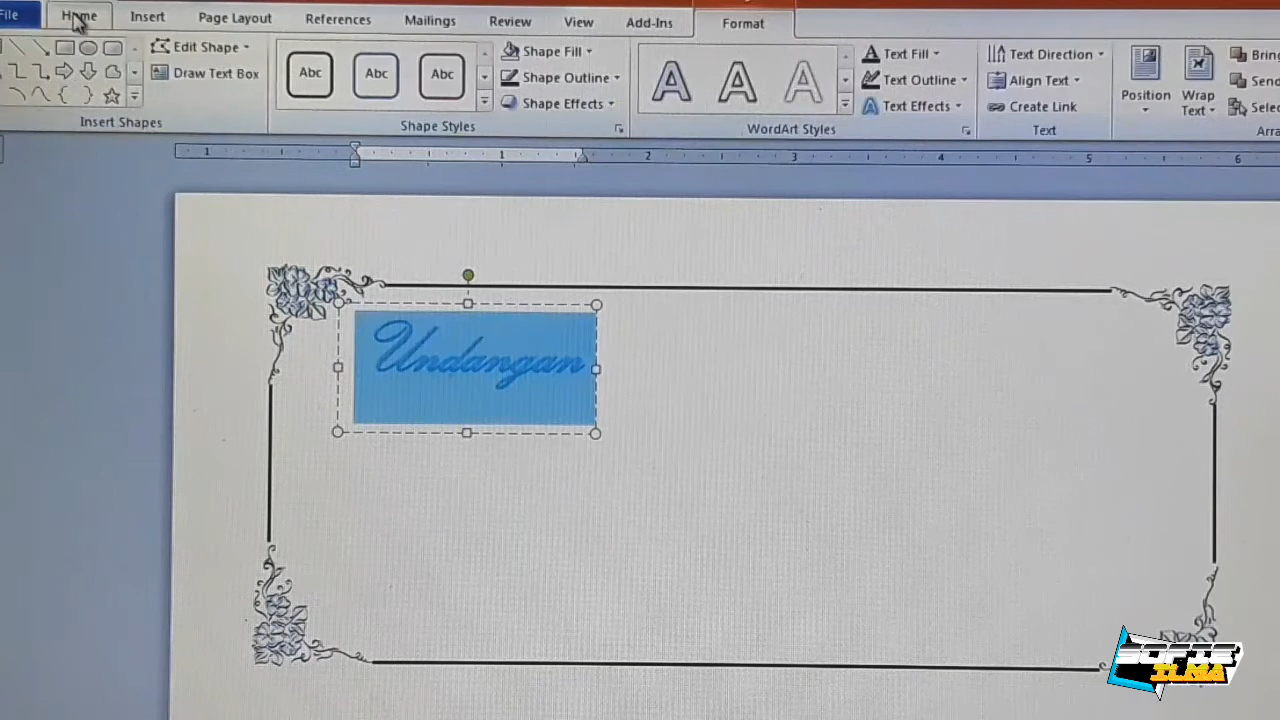 File Home Insert Page Layout References Mailings Review View Add-Ins Format
Edit Shape
Draw Text Box
Insert Shapes
Abc Abc Abc
Shape Fill
Shape Outline
Shape Effects
Shape Styles
A A A
Text Fill
Text Outline
Text Effects
WordArt Styles
Text Direction
Align Text
Create Link
Text
Position
Wrap
Text
1 1 2 3 4 5 6
Undangan
SOFIE
ILMA